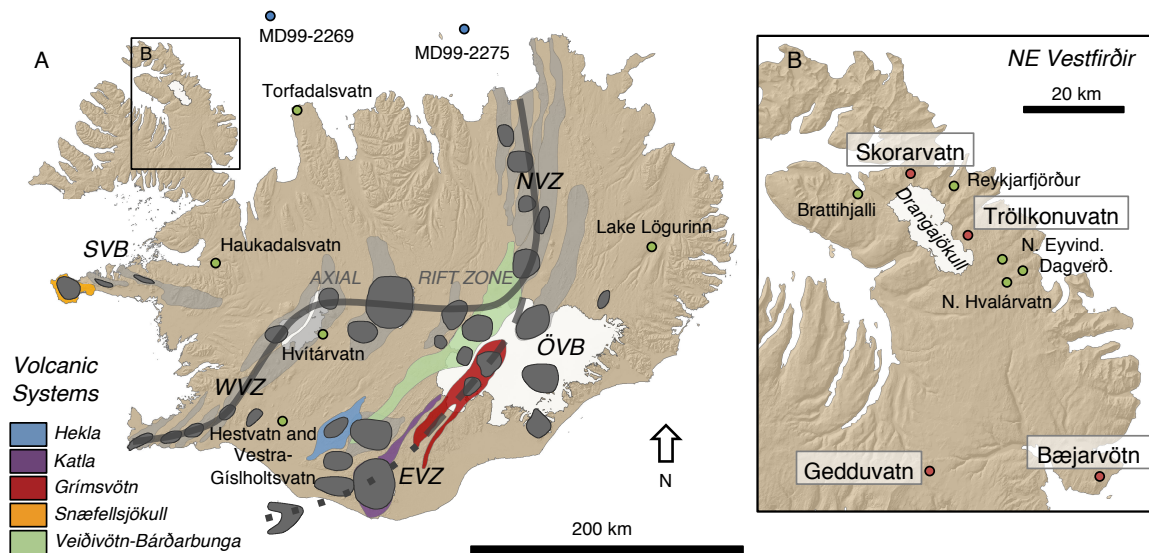 A
MD99-2269
MD99-2275
B
Torfadalsvatn
NVZ
SVB
Haukadalsvatn
Lake Lögurinn
AXIAL
RIFT ZONE
Hvítárvatn
ÖVB
WVZ
Hestvatn and
Vestra-
Gíslholtsvatn
EVZ
N
200 km
Volcanic
Systems
Hekla
Katla
Grímsvötn
Snæfellsjökull
Veiðivötn-Bárðarbunga
B
NE Vestfirðir
20 km
Skorarvatn
Reykjarfjörður
Brattihjalli
Drangajökull
Tröllkonuvatn
N. Eyvind.
Dagverð.
N. Hvalárvatn
Gedduvatn
Bæjarvötn